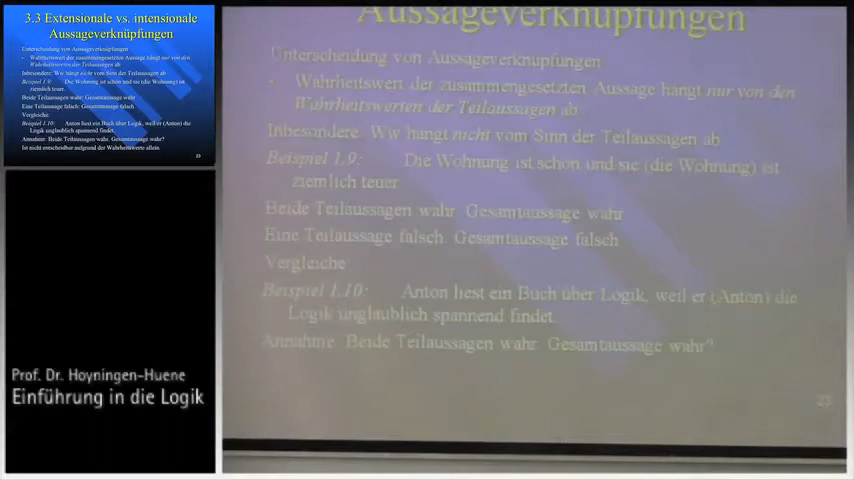 3.3 Extensionale vs. intensionale
Aussageverknüpfungen
Unterscheidung von Aussageverknüpfungen
- Wahrheitswert der zusammengesetzten Aussage hängt nur von den
Wahrheitswerten der Teilaussagen ab
Inbesondere: Ww hängt nicht vom Sinn der Teilaussagen ab
Beispiel 1.9: Die Wohnung ist schön und sie (die Wohnung) ist
ziemlich teuer.
Beide Teilaussagen wahr: Gesamtaussage wahr
Eine Teilaussage falsch: Gesamtaussage falsch
Vergleiche:
Beispiel 1.10: Anton liest ein Buch über Logik, weil er (Anton) die
Logik unglaublich spannend findet.
Annahme: Beide Teilaussagen wahr. Gesamtaussage wahr?
Ist nicht entscheidbar aufgrund der Wahrheitswerte allein.
23
Prof. Dr. Hoyningen-Huene
Einführung in die Logik
Aussageverknüpfungen
Unterscheidung von Aussageverknüpfungen
- Wahrheitswert der zusammengesetzten Aussage hängt nur von den
Wahrheitswerten der Teilaussagen ab
Inbesondere: Ww hängt nicht vom Sinn der Teilaussagen ab
Beispiel 1.9: Die Wohnung ist schön und sie (die Wohnung) ist
ziemlich teuer.
Beide Teilaussagen wahr: Gesamtaussage wahr
Eine Teilaussage falsch: Gesamtaussage falsch
Vergleiche:
Beispiel 1.10: Anton liest ein Buch über Logik, weil er (Anton) die
Logik unglaublich spannend findet.
Annahme: Beide Teilaussagen wahr. Gesamtaussage wahr?
23